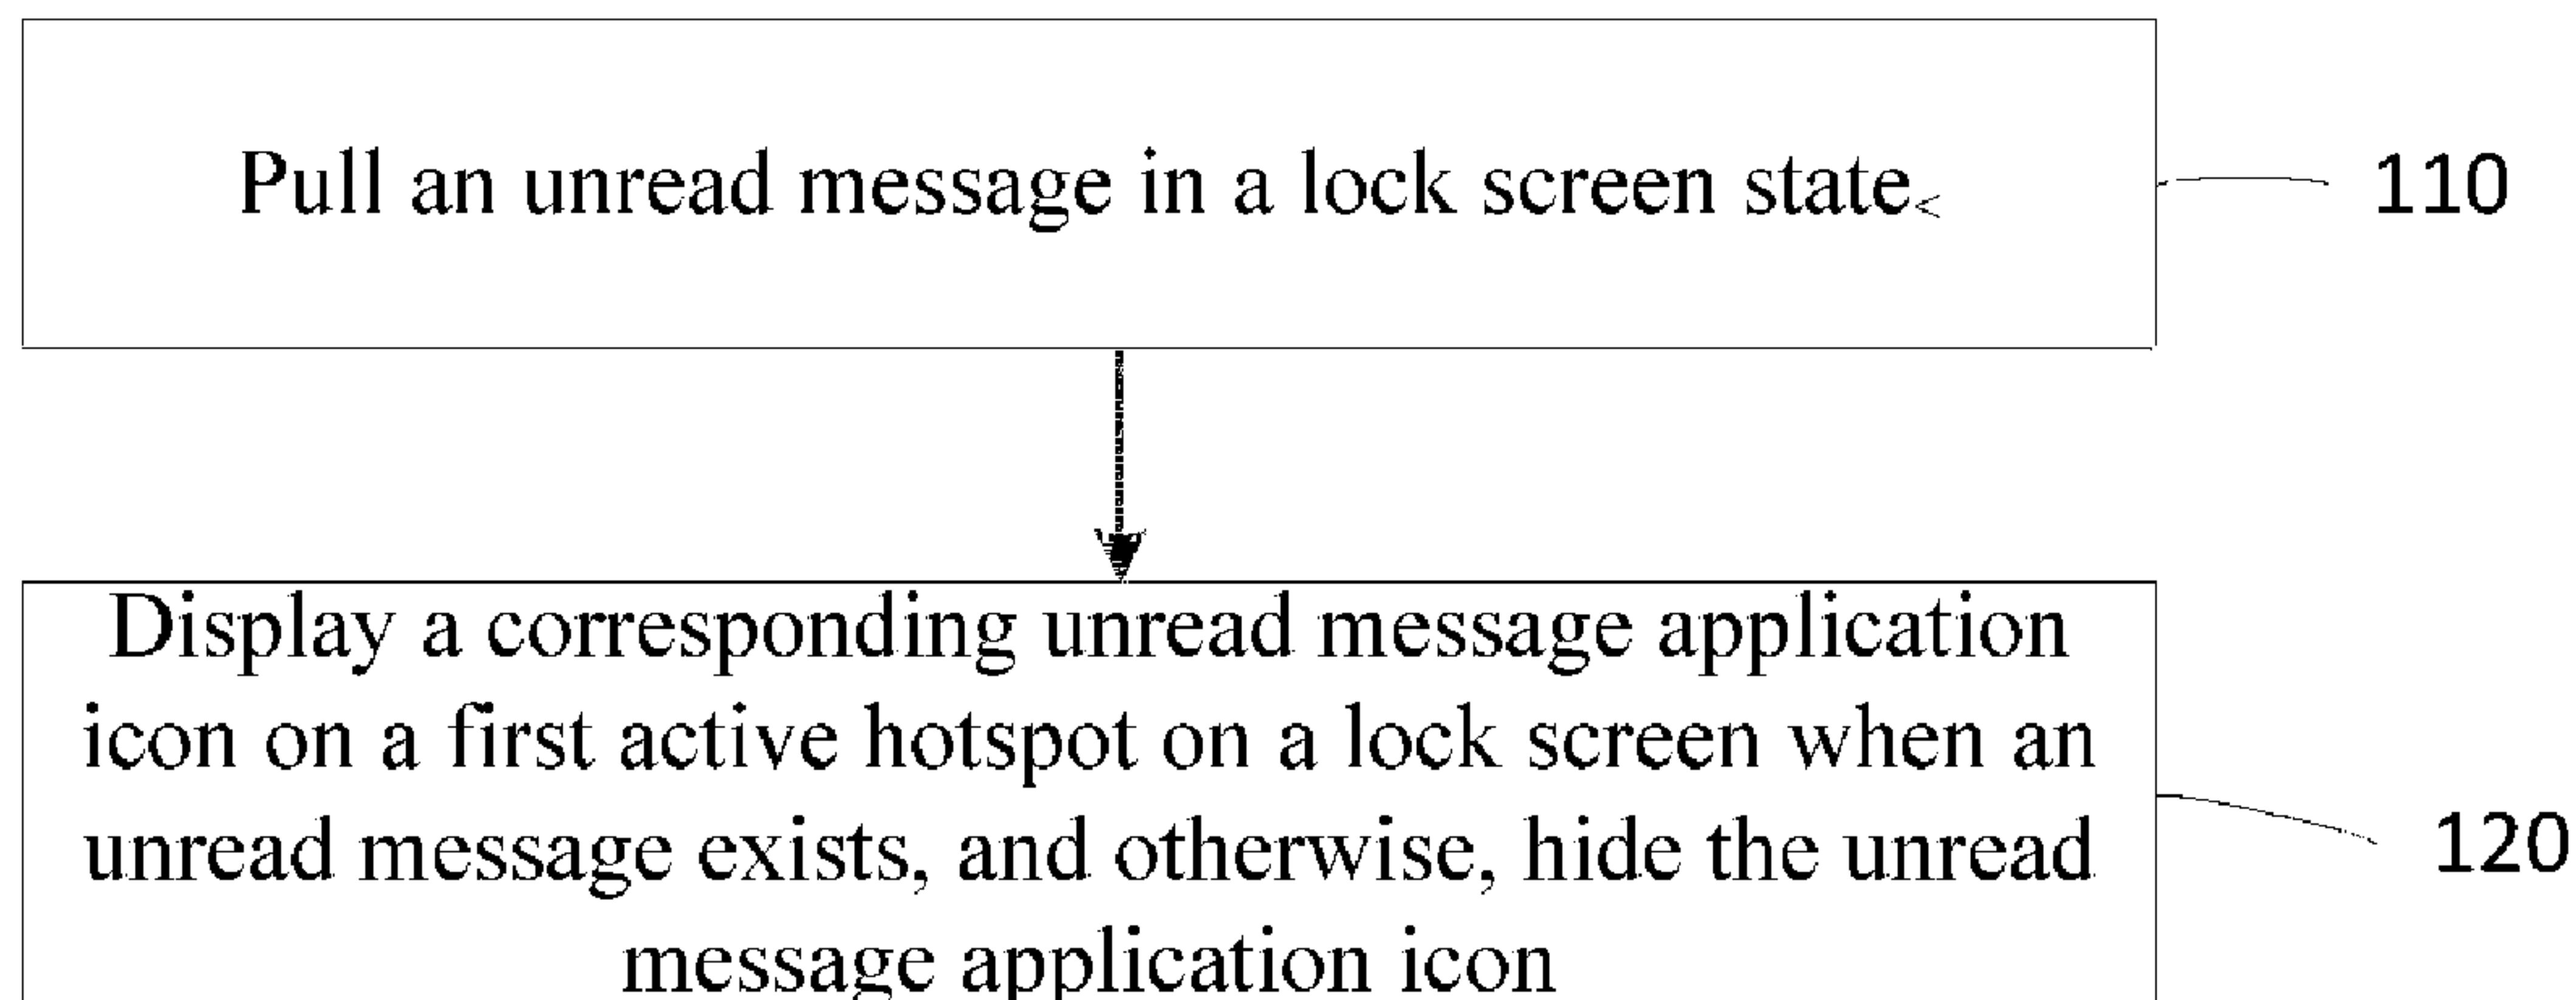 Pull an unread message in a lock screen state<
110
Display a corresponding unread message application
icon on a first active hotspot on a lock screen when an
unread message exists, and otherwise, hide the unread
message application icon
120